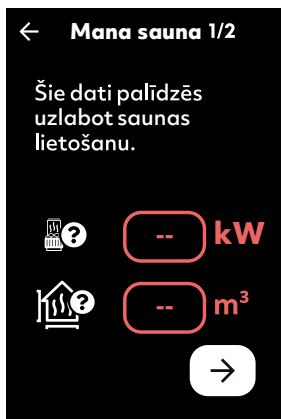 Mana sauna 1/2
Šie dati palīdzēs
uzlabot saunas
lietošanu.
? -- kW
? -- m³